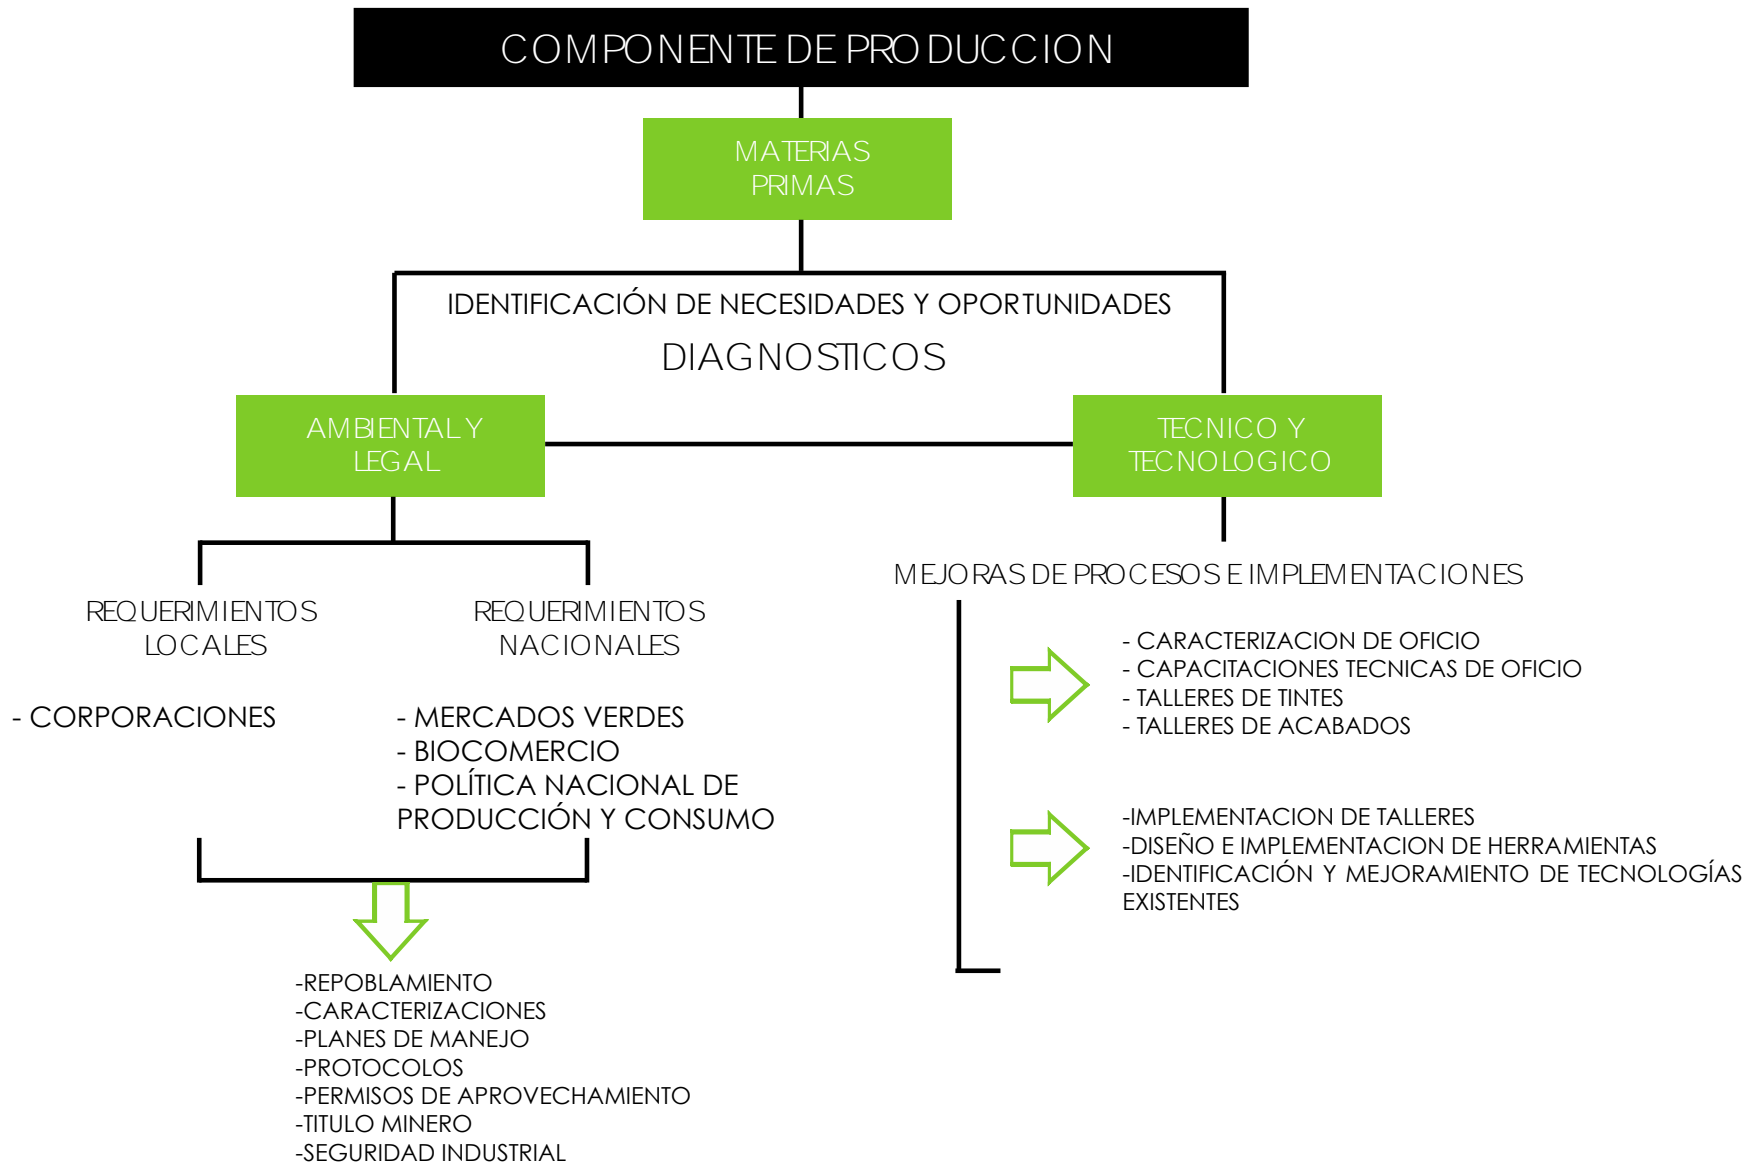 COMPONENTE DE PRODUCCION
MATERIAS
PRIMAS
IDENTIFICACIÓN DE NECESIDADES Y OPORTUNIDADES
DIAGNOSTICOS
AMBIENTAL Y
LEGAL
TECNICO Y
TECNOLOGICO
REQUERIMIENTOS
LOCALES
- CORPORACIONES
REQUERIMIENTOS
NACIONALES
- MERCADOS VERDES
- BIOCOMERCIO
- POLÍTICA NACIONAL DE
PRODUCCIÓN Y CONSUMO
-REPOBLAMIENTO
-CARACTERIZACIONES
-PLANES DE MANEJO
-PROTOCOLOS
-PERMISOS DE APROVECHAMIENTO
-TITULO MINERO
-SEGURIDAD INDUSTRIAL
MEJORAS DE PROCESOS E IMPLEMENTACIONES
- CARACTERIZACION DE OFICIO
- CAPACITACIONES TECNICAS DE OFICIO
- TALLERES DE TINTES
- TALLERES DE ACABADOS
-IMPLEMENTACION DE TALLERES
-DISEÑO E IMPLEMENTACION DE HERRAMIENTAS
-IDENTIFICACIÓN Y MEJORAMIENTO DE TECNOLOGÍAS
EXISTENTES